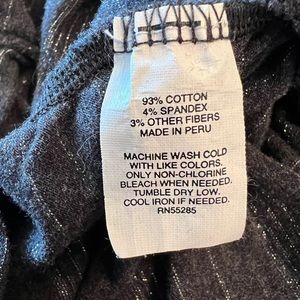 93% COTTON
4% SPANDEX
3% OTHER FIBERS
MADE IN PERU
MACHINE WASH COLD
WITH LIKE COLORS.
ONLY NON-CHLORINE
BLEACH WHEN NEEDED.
TUMBLE DRY LOW.
COOL IRON IF NEEDED.
RN55285